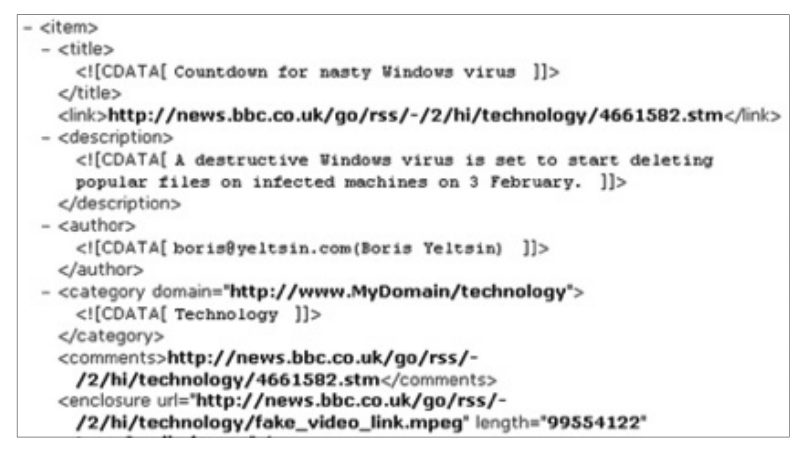 – <item>
– <title>
<![CDATA[ Countdown for nasty Windows virus ]]>
</title>
<link>http://news.bbc.co.uk/go/rss/-/2/hi/technology/4661582.stm</link>
– <description>
<![CDATA[ A destructive Windows virus is set to start deleting
popular files on infected machines on 3 February. ]]>
</description>
– <author>
<![CDATA[ boris@yeltsin.com(Boris Yeltsin) ]]>
</author>
– <category domain="http://www.MyDomain/technology">
<![CDATA[ Technology ]]>
</category>
<comments>http://news.bbc.co.uk/go/rss/-
/2/hi/technology/4661582.stm</comments>
<enclosure url="http://news.bbc.co.uk/go/rss/-
/2/hi/technology/fake_video_link.mpeg" length="99554122"